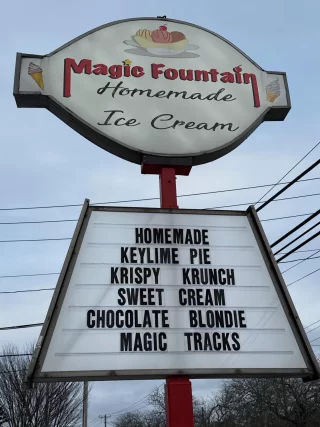 Magic Fountain
Homemade
Ice Cream
HOMEMADE
KEYLIME PIE
KRISPY KRUNCH
SWEET CREAM
CHOCOLATE BLONDIE
MAGIC TRACKS